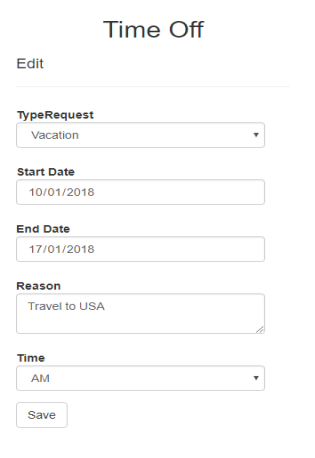 Time Off
Edit
TypeRequest
Vacation
Start Date
10/01/2018
End Date
17/01/2018
Reason
Travel to USA
Time
AM
Save